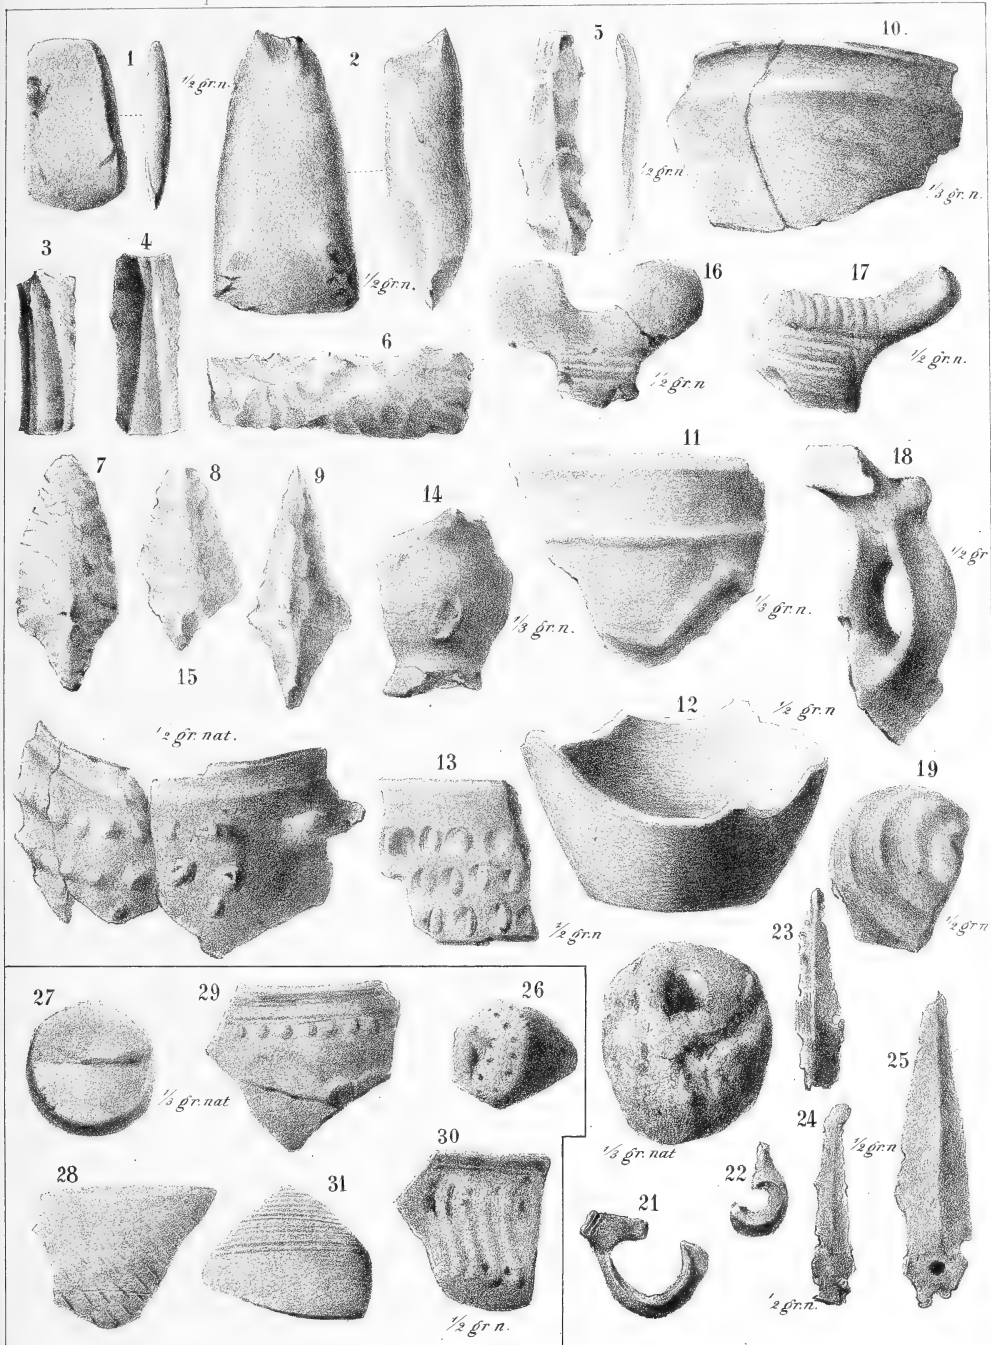 1
1/2 gr. n.
2
1/2 gr. n.
5
1/2 gr. n
10.
1/3 gr. n.
3
4
6
16
1/2 gr. n
17
1/2 gr. n.
7
8
9
15
1/2 gr. nat.
14
1/3 gr. n.
11
1/3 gr. n.
18
1/2 gr
12
1/2 gr. n
13
1/2 gr. n
19
1/2 gr. n
23
27
1/3 gr. nat
29
26
1/3 gr. nat
24
1/2 gr. n
25
28
31
30
1/2 gr n.
21
22
1/2 gr. n.